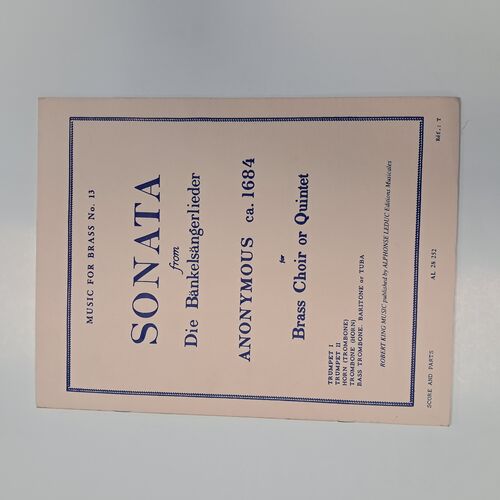 MUSIC FOR BRASS No. 13
SONATA
from
Die Bänkelsängerlieder
ANONYMOUS ca. 1684
for
Brass Choir or Quintet
TRUMPET I
TRUMPET II
HORN (TROMBONE)
TROMBONE (HORN)
BASS TROMBONE, BARITONE or TUBA
ROBERT KING MUSIC published by ALPHONSE LEDUC Editions Musicales
SCORE AND PARTS
AL 28 252
Réf.: T